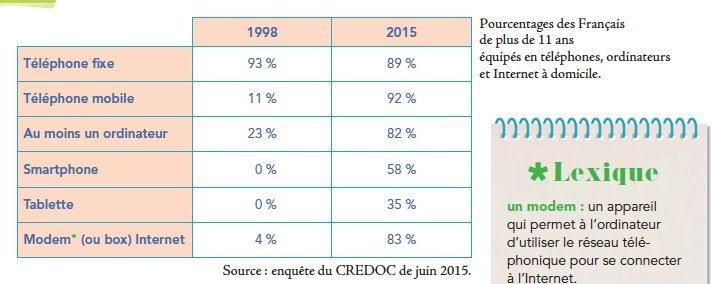 1998 2015
Téléphone fixe 93 % 89 %
Téléphone mobile 11 % 92 %
Au moins un ordinateur 23 % 82 %
Smartphone 0 % 58 %
Tablette 0 % 35 %
Modem* (ou box) Internet 4 % 83 %
Source : enquête du CREDOC de juin 2015.
Pourcentages des Français
de plus de 11 ans
équipés en téléphones, ordinateurs
et Internet à domicile.
*Lexique
un modem : un appareil
qui permet à l'ordinateur
d'utiliser le réseau télé-
phonique pour se connecter
à l'Internet.